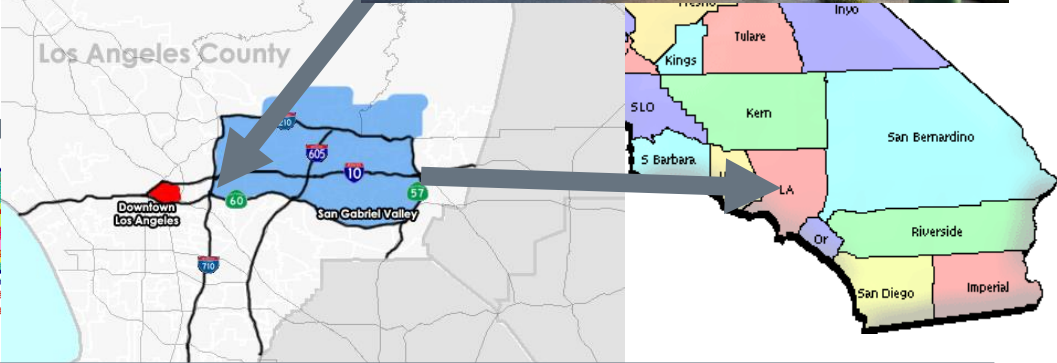 Los Angeles County
210
605
10
60
57
Downtown
Los Angeles
San Gabriel Valley
710
Inyo
Tulare
Kings
SLO
Kern
San Bernardino
S Barbara
LA
Or
Riverside
San Diego
Imperial